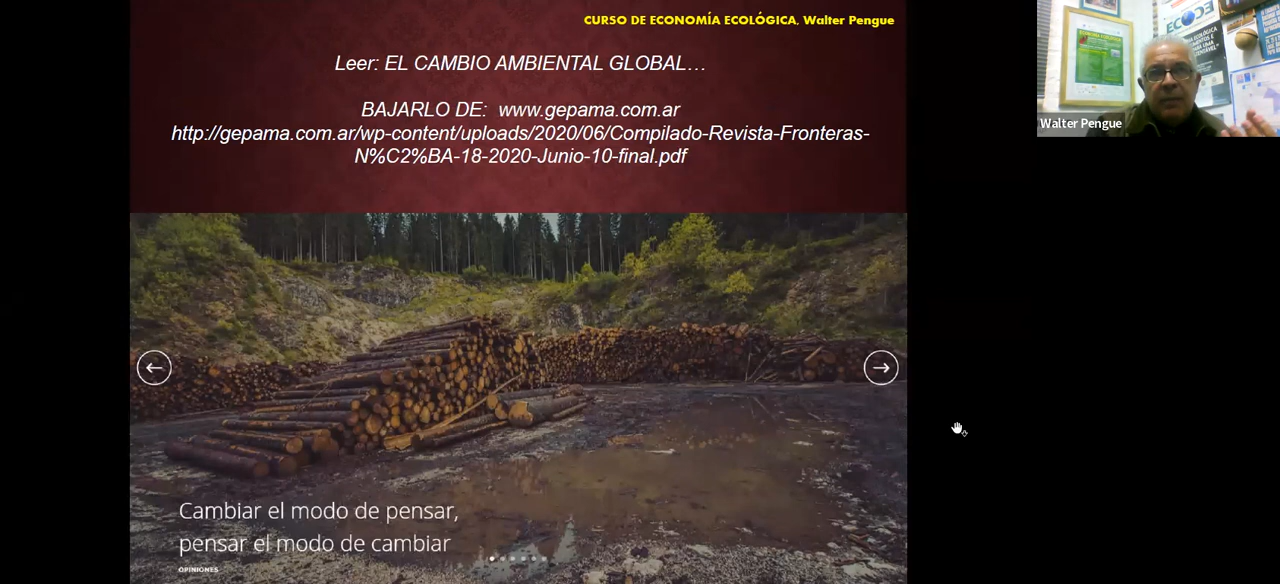 CURSO DE ECONOMÍA ECOLÓGICA, Walter Pengue
Leer: EL CAMBIO AMBIENTAL GLOBAL...
BAJARLO DE: www.gepama.com.ar
http://gepama.com.ar/wp-content/uploads/2020/06/Compilado-Revista-Fronteras-
N%C2%BA-18-2020-Junio-10-final.pdf
Walter Pengue
Cambiar el modo de pensar,
pensar el modo de cambiar
OPINIONES